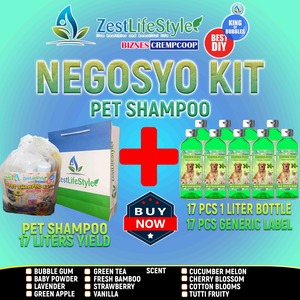 ZestLifeStyle
BIZNES CREMPCOOP
KING OF BUBBLES
BEST DIY
NEGOSYO KIT
PET SHAMPOO
ZestLifeStyle
PET SHAMPOO
17 LITERS YIELD
BUY
NOW
17 PCS 1 LITER BOTTLE
17 PCS GENERIC LABEL
SCENT
BUBBLE GUM
BABY POWDER
LAVENDER
GREEN APPLE
GREEN TEA
FRESH BAMBOO
STRAWBERRY
VANILLA
CUCUMBER MELON
CHERRY BLOSSOM
COTTON BLOOMS
TUTI FRUITY